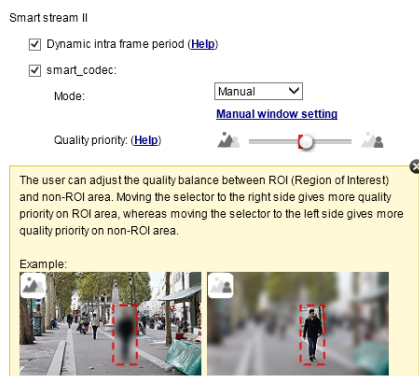 Smart stream II
Dynamic intra frame period (Help)
smart_codec:
Mode: Manual
Manual window setting
Quality priority: (Help)
The user can adjust the quality balance between ROI (Region of Interest)
and non-ROI area. Moving the selector to the right side gives more quality
priority on ROI area, whereas moving the selector to the left side gives more
quality priority on non-ROI area.
Example: